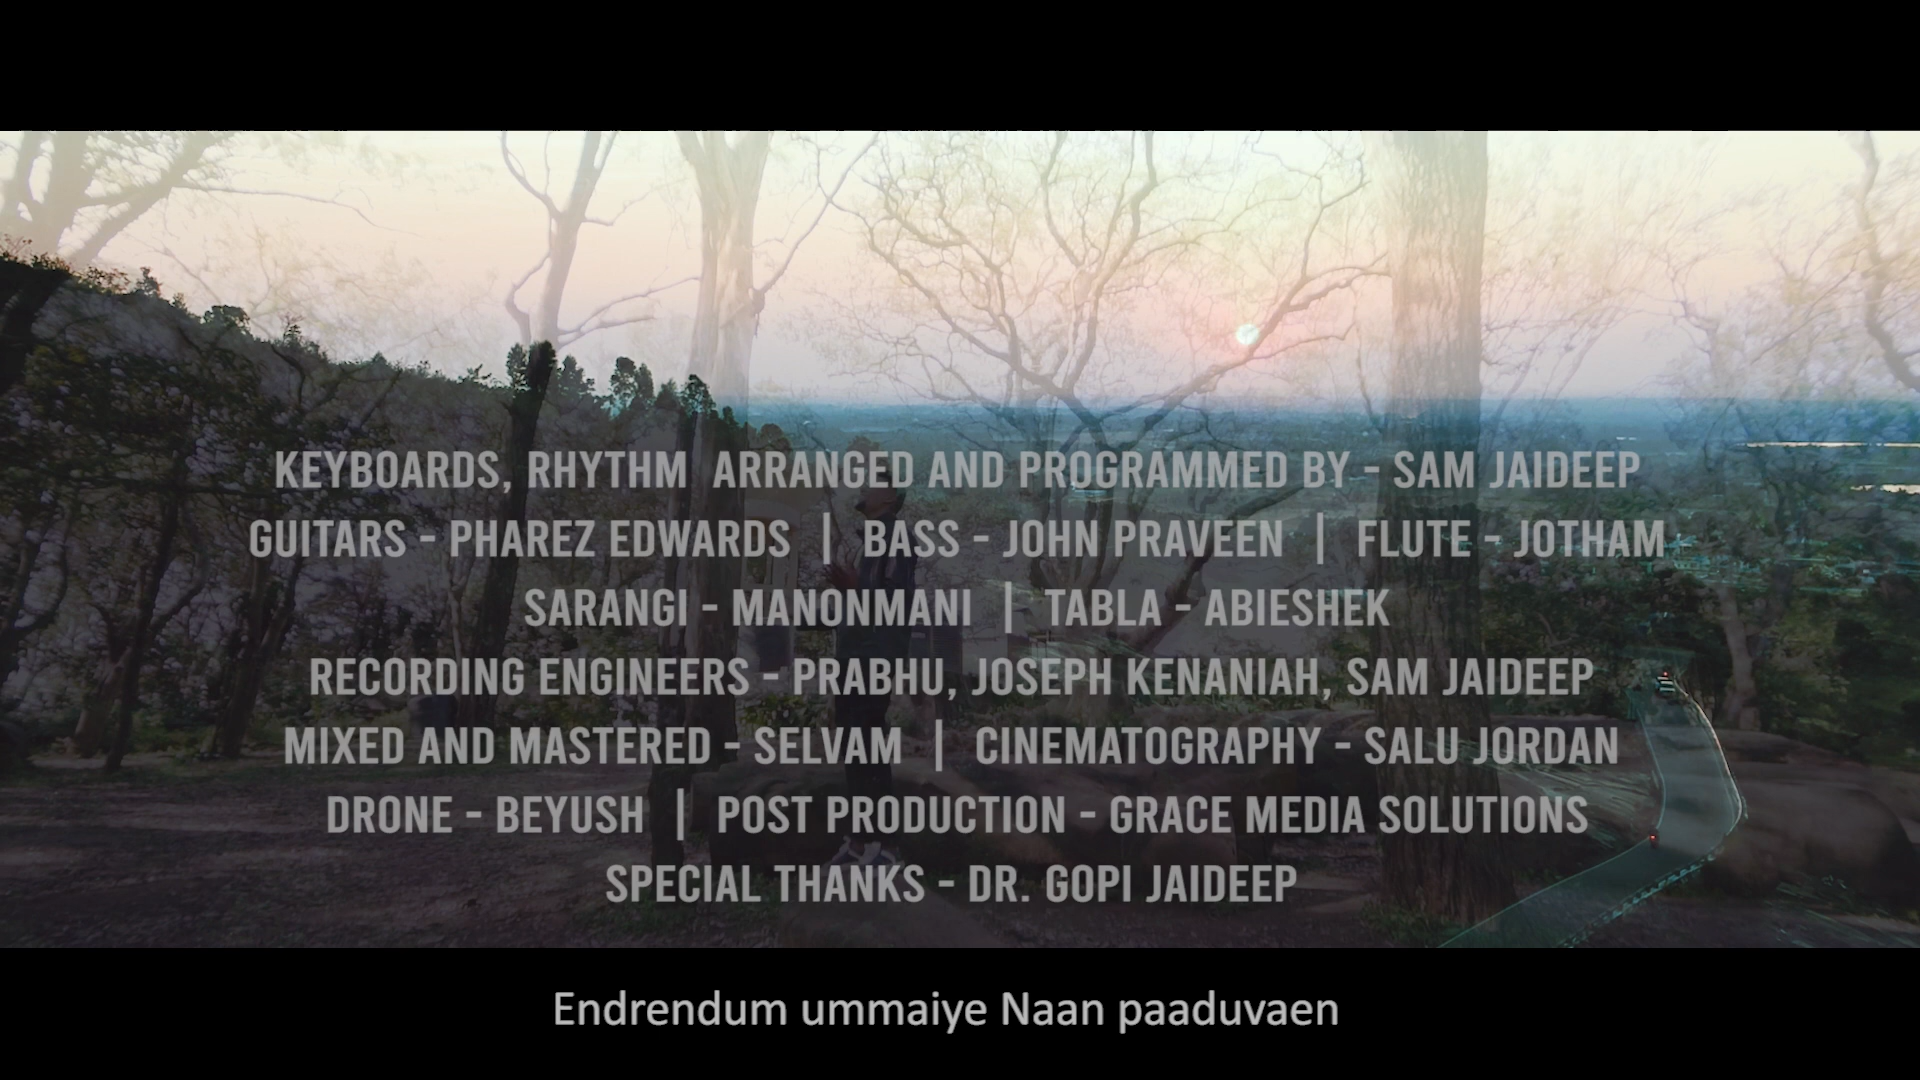 KEYBOARDS, RHYTHM ARRANGED AND PROGRAMMED BY - SAM JAIDEEP
GUITARS - PHAREZ EDWARDS | BASS - JOHN PRAVEEN | FLUTE - JOTHAM
SARANGI - MANONMANI | TABLA - ABIESHEK
RECORDING ENGINEERS - PRABHU, JOSEPH KENANIAH, SAM JAIDEEP
MIXED AND MASTERED - SELVAM | CINEMATOGRAPHY - SALU JORDAN
DRONE - BEYUSH | POST PRODUCTION - GRACE MEDIA SOLUTIONS
SPECIAL THANKS - DR. GOPI JAIDEEP
Endrendum ummaiye Naan paaduvaen